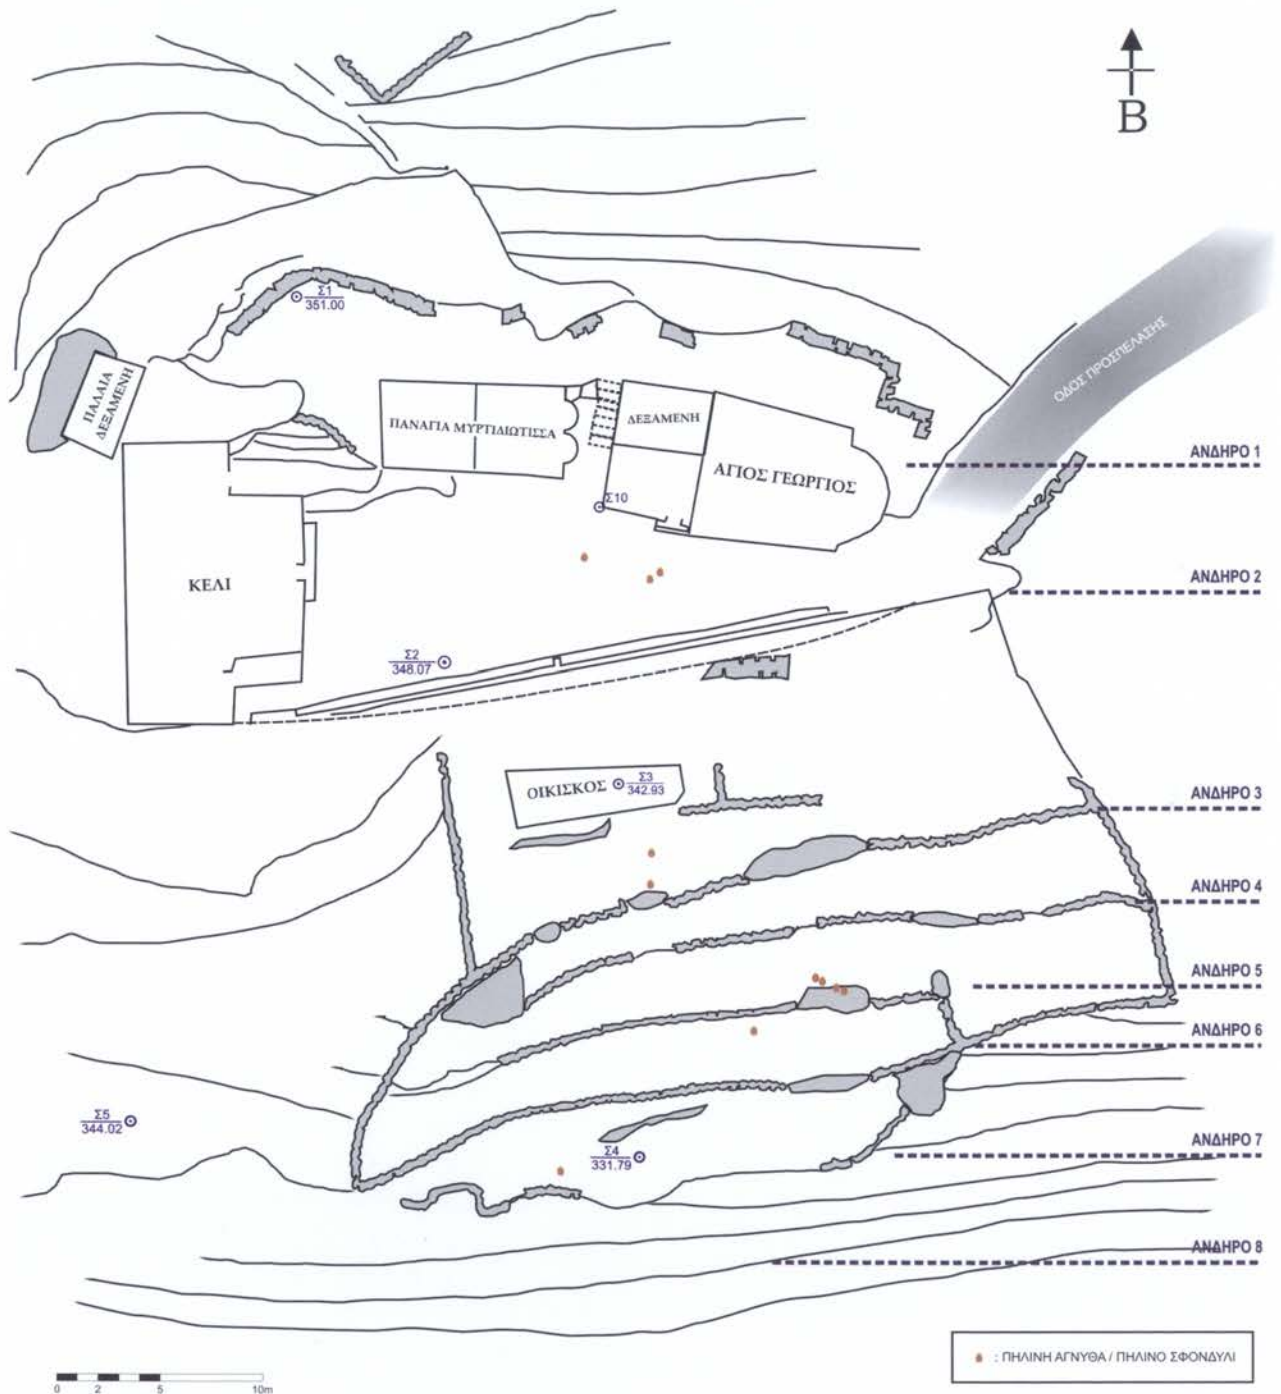 Β
Σ1
351.00
ΟΔΟΣ ΠΡΟΣΠΕΛΑΣΗΣ
ΠΑΛΑΙΑ
ΔΕΞΑΜΕΝΗ
ΠΑΝΑΓΙΑ ΜΥΡΤΙΔΙΩΤΙΣΣΑ
ΔΕΞΑΜΕΝΗ
ΑΓΙΟΣ ΓΕΩΡΓΙΟΣ
ΑΝΔΗΡΟ 1
Σ10
ΚΕΛΙ
ΑΝΔΗΡΟ 2
Σ2
348.07
ΟΙΚΙΣΚΟΣ
Σ3
342.93
ΑΝΔΗΡΟ 3
ΑΝΔΗΡΟ 4
ΑΝΔΗΡΟ 5
ΑΝΔΗΡΟ 6
Σ5
344.02
Σ4
331.79
ΑΝΔΗΡΟ 7
ΑΝΔΗΡΟ 8
: ΠΗΛΙΝΗ ΑΓΝΥΘΑ / ΠΗΛΙΝΟ ΣΦΟΝΔΥΛΙ
0 2 5 10m